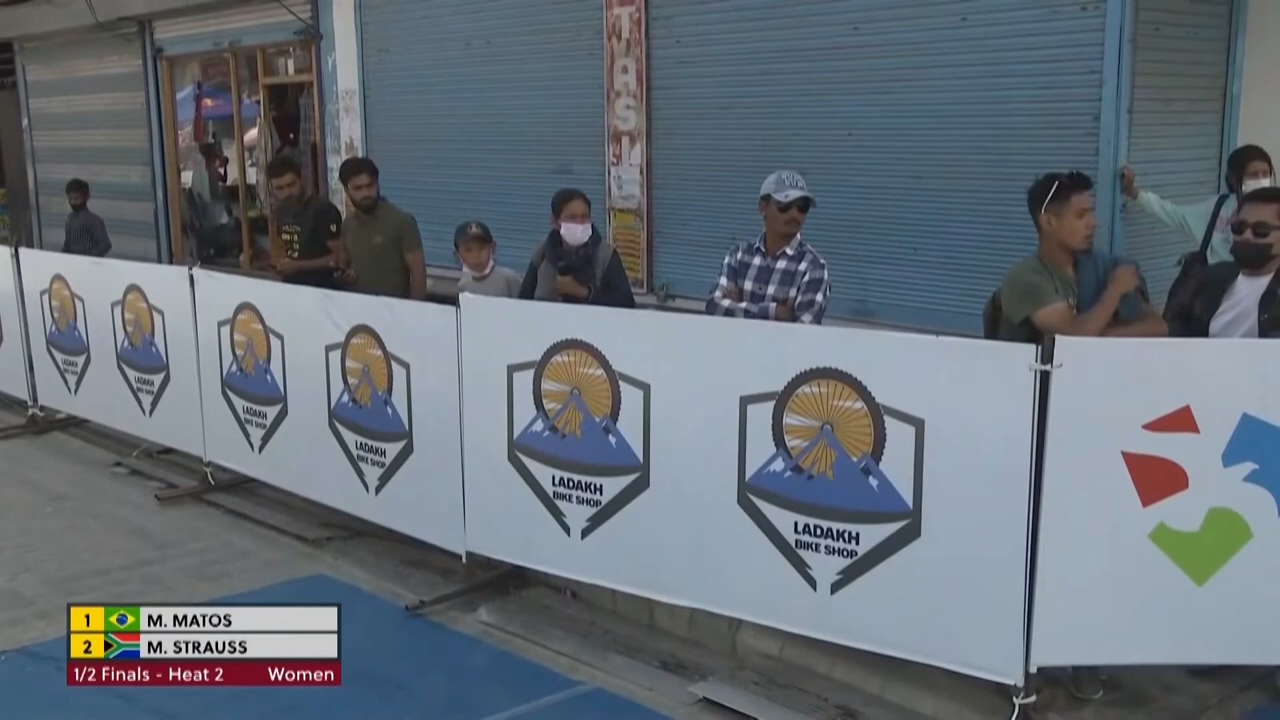 TASL
LADAKH
BIKE SHOP
LADAKH
BIKE SHOP
LADAKH
BIKE SHOP
LADAKH
BIKE SHOP
LADAKH
BIKE SHOP
LADAKH
BIKE SHOP
1 M. MATOS
2 M. STRAUSS
1/2 Finals - Heat 2 Women